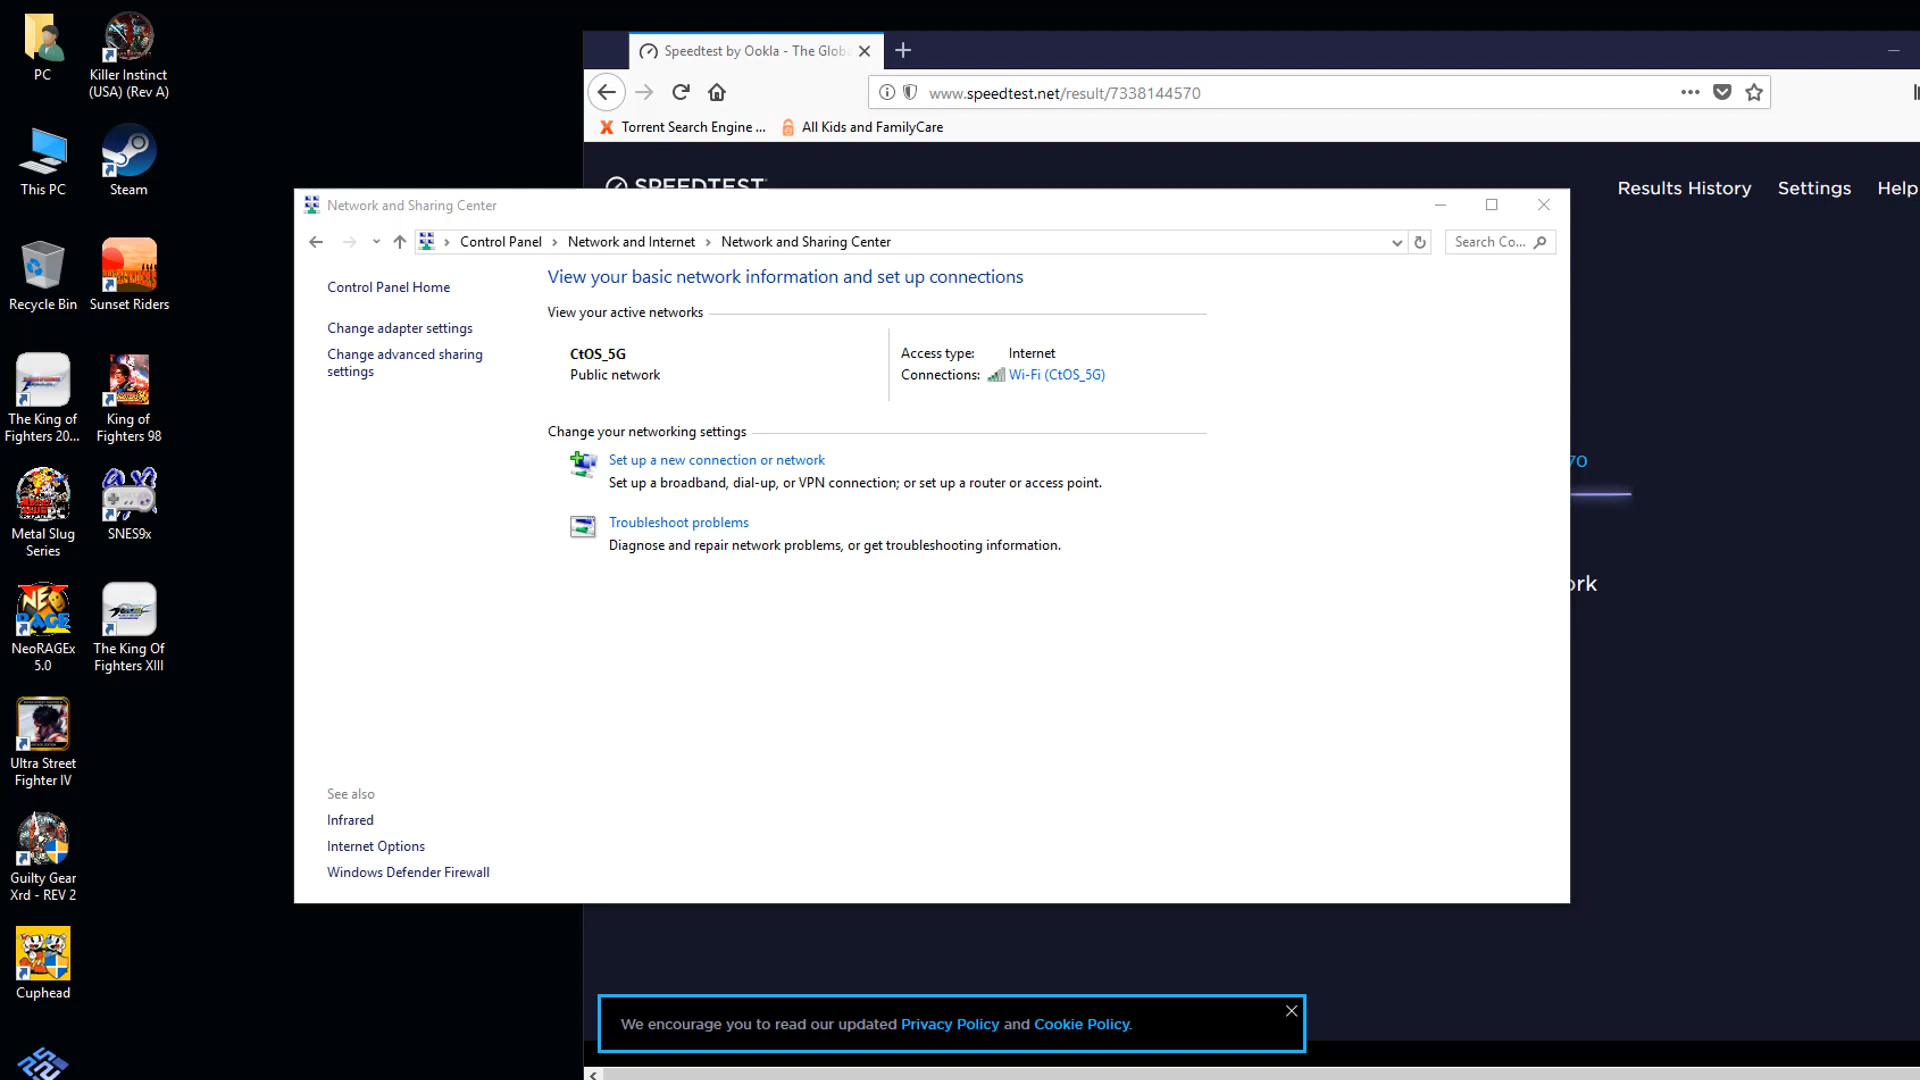 PC
Killer Instinct
(USA) (Rev A)
This PC
Steam
Recycle Bin
Sunset Riders
The King of
Fighters 20...
King of
Fighters 98
Metal Slug
Series
SNES9x
NeoRAGEx
5.0
The King Of
Fighters XIII
Ultra Street
Fighter IV
Guilty Gear
Xrd - REV 2
Cuphead
Speedtest by Ookla - The Glob
www.speedtest.net/result/7338144570
Torrent Search Engine ...
All Kids and FamilyCare
SPEEDTEST
Results History
Settings
Help
Network and Sharing Center
Control Panel > Network and Internet > Network and Sharing Center
Search Co...
Control Panel Home
Change adapter settings
Change advanced sharing
settings
View your basic network information and set up connections
View your active networks
CtOS_5G
Public network
Access type: Internet
Connections: Wi-Fi (CtOS_5G)
Change your networking settings
Set up a new connection or network
Set up a broadband, dial-up, or VPN connection; or set up a router or access point.
Troubleshoot problems
Diagnose and repair network problems, or get troubleshooting information.
See also
Infrared
Internet Options
Windows Defender Firewall
70
ork
We encourage you to read our updated Privacy Policy and Cookie Policy.